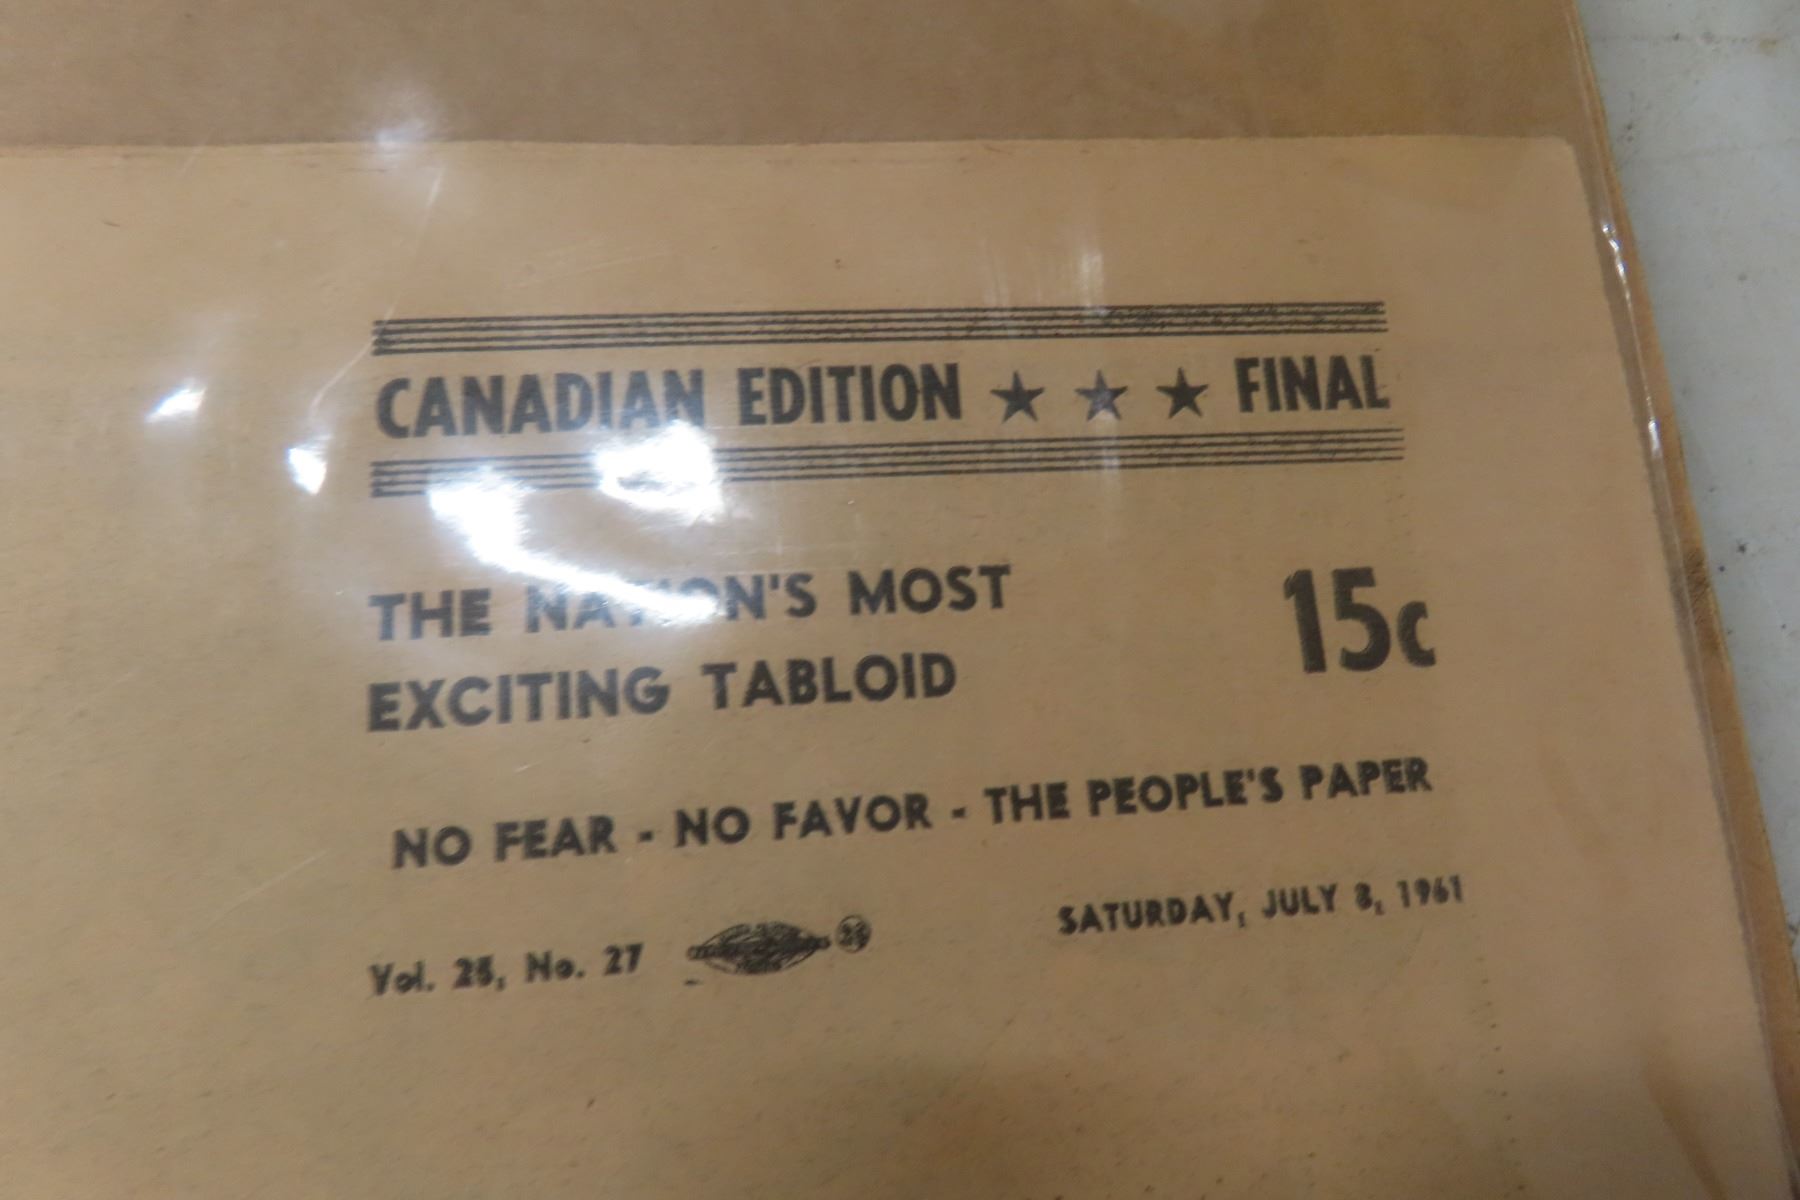 CANADIAN EDITION ★ ★ ★ FINAL
THE NATION'S MOST
EXCITING TABLOID
15c
NO FEAR - NO FAVOR - THE PEOPLE'S PAPER
Vol. 25, No. 27
SATURDAY, JULY 8, 1961